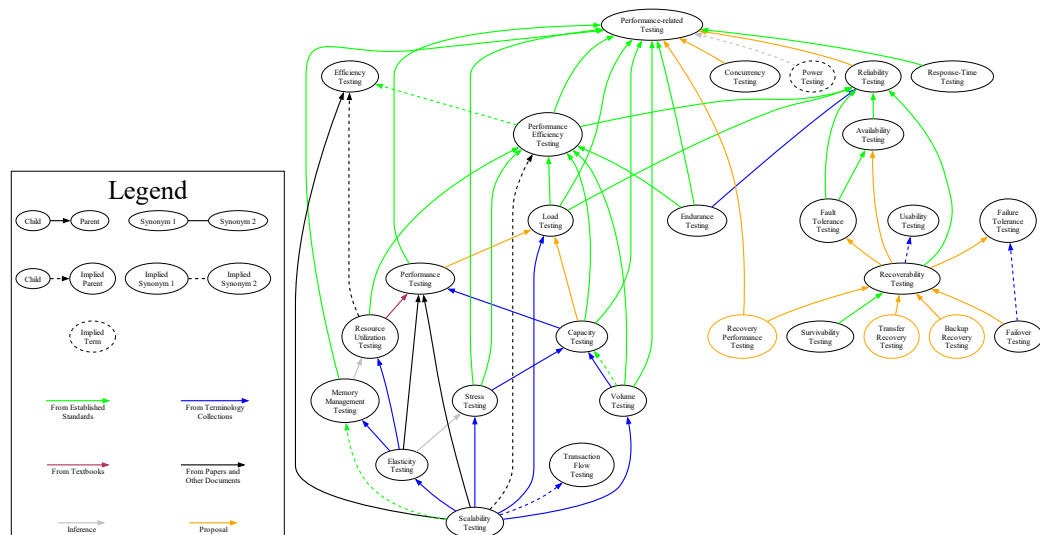 Performance-related
Testing
Efficiency
Testing
Concurrency
Testing
Power
Testing
Reliability
Testing
Response-Time
Testing
Performance
Efficiency
Testing
Availability
Testing
Legend
Child
Parent
Synonym 1
Synonym 2
Load
Testing
Endurance
Testing
Fault
Tolerance
Testing
Usability
Testing
Failure
Tolerance
Testing
Child
Implied
Parent
Implied
Synonym 1
Implied
Synonym 2
Performance
Testing
Recoverability
Testing
Implied
Term
Resource
Utilization
Testing
Capacity
Testing
Recovery
Performance
Testing
Survivability
Testing
Transfer
Recovery
Testing
Backup
Recovery
Testing
Failover
Testing
Memory
Management
Testing
Stress
Testing
Volume
Testing
From Established
Standards
From Terminology
Collections
Elasticity
Testing
Transaction
Flow
Testing
From Textbooks
From Papers and
Other Documents
Scalability
Testing
Inference
Proposal